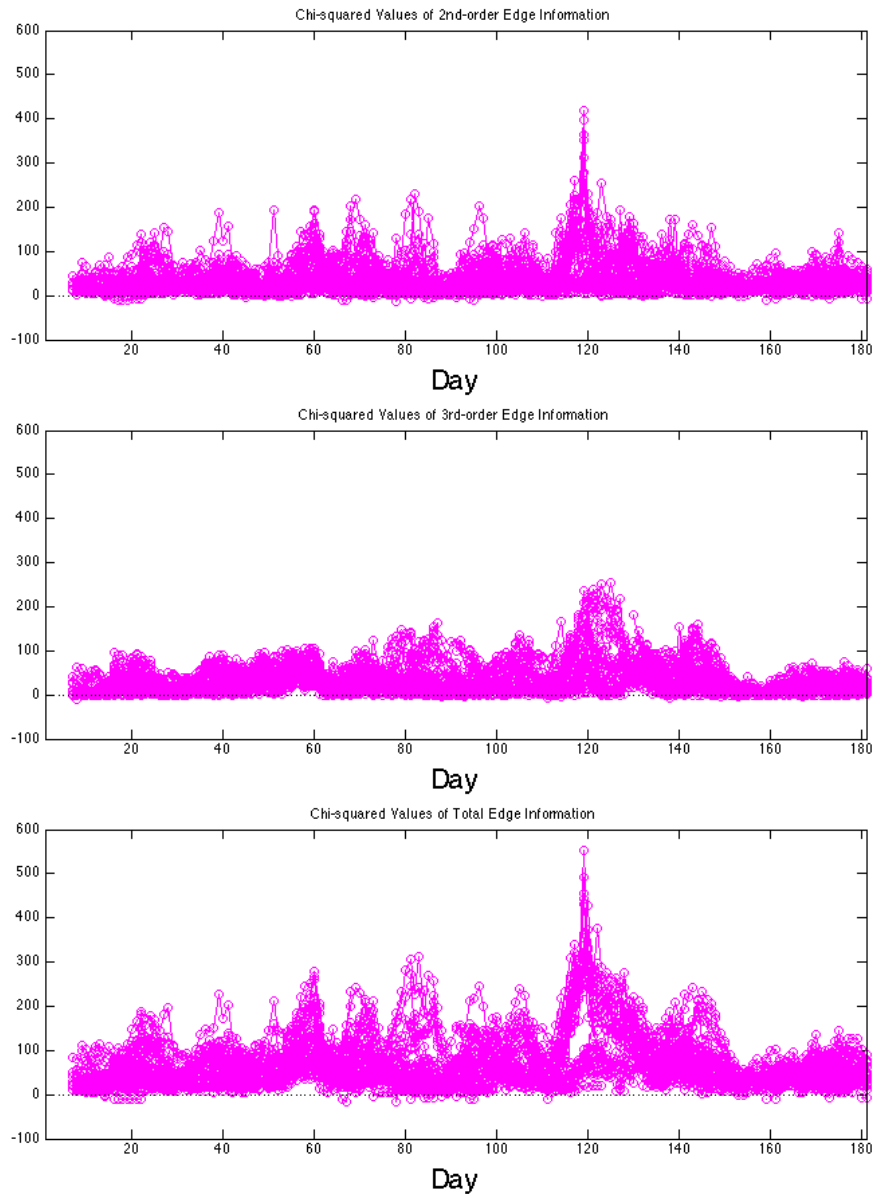 Chi-squared Values of 2nd-order Edge Information
600
500
400
300
200
100
0
-100
20 40 60 80 100 120 140 160 180
Day
Chi-squared Values of 3rd-order Edge Information
600
500
400
300
200
100
0
-100
20 40 60 80 100 120 140 160 180
Day
Chi-squared Values of Total Edge Information
600
500
400
300
200
100
0
-100
20 40 60 80 100 120 140 160 180
Day